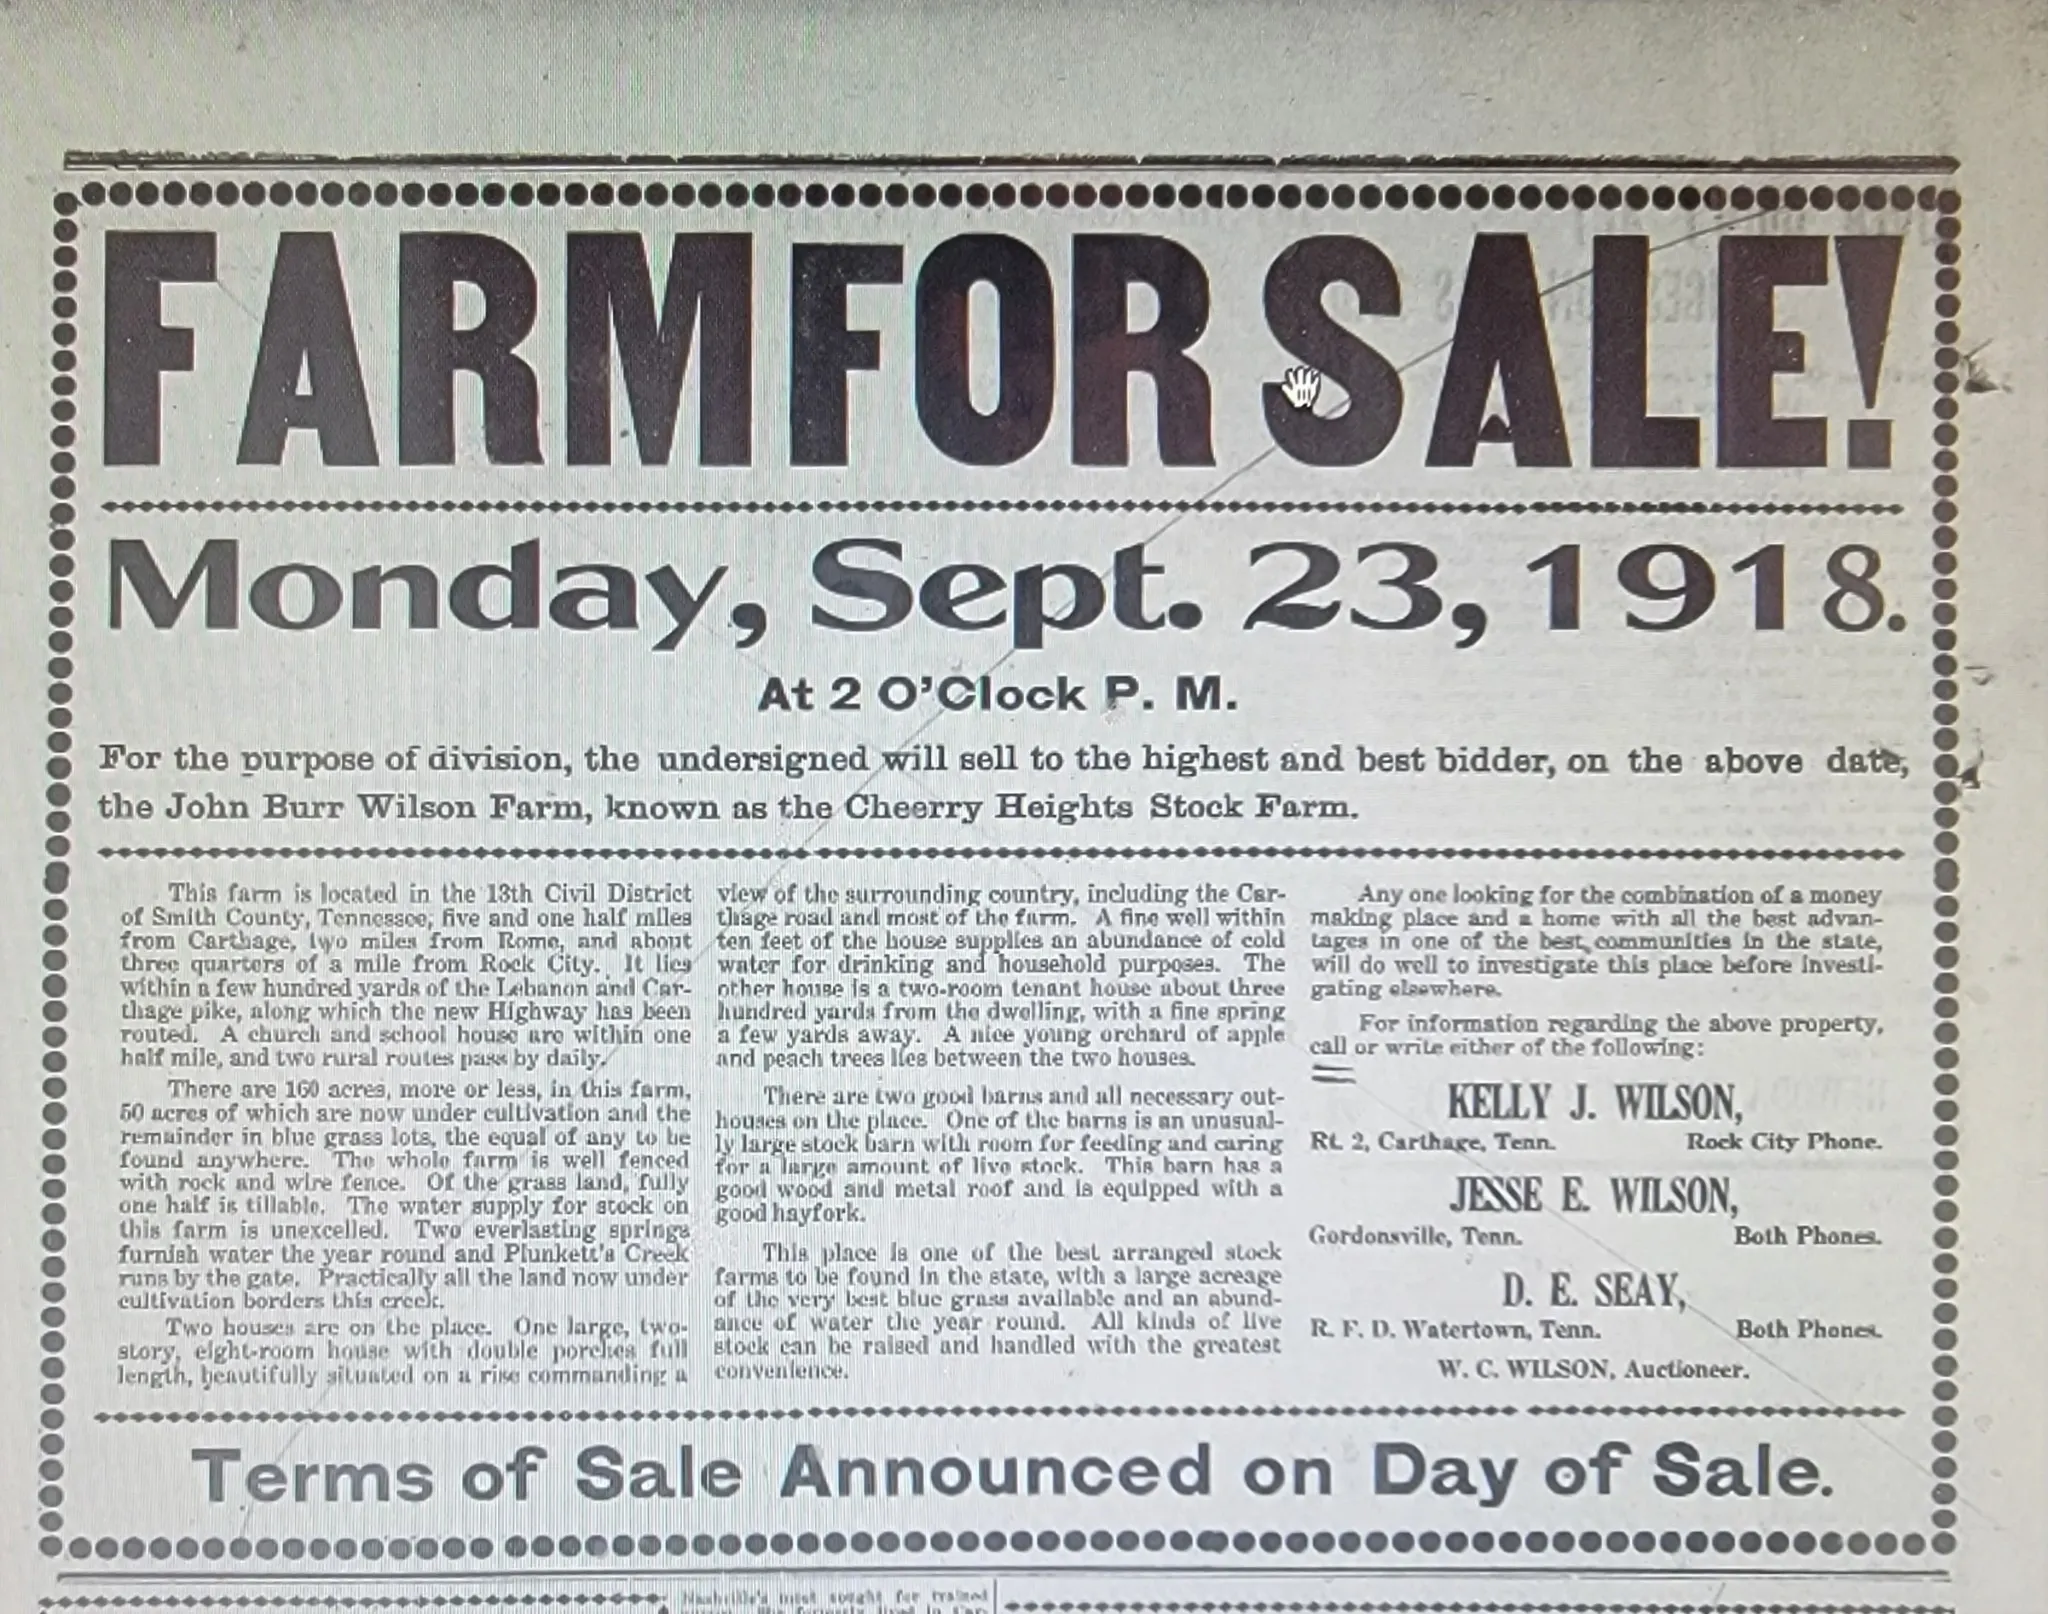 FARM FOR SALE!
Monday, Sept. 23, 1918.
At 2 O'Clock P. M.
For the purpose of division, the undersigned will sell to the highest and best bidder, on the above date,
the John Burr Wilson Farm, known as the Cheerry Heights Stock Farm.
This farm is located in the 13th Civil District
of Smith County, Tennessee, five and one half miles
from Carthage, two miles from Rome, and about
three quarters of a mile from Rock City. It lies
within a few hundred yards of the Lebanon and Car-
thage pike, along which the new Highway has been
routed. A church and school house are within one
half mile, and two rural routes pass by daily.
There are 160 acres, more or less, in this farm,
50 acres of which are now under cultivation and the
remainder in blue grass lots, the equal of any to be
found anywhere. The whole farm is well fenced
with rock and wire fence. Of the grass land, fully
one half is tillable. The water supply for stock on
this farm is unexcelled. Two everlasting springs
furnish water the year round and Plunkett's Creek
runs by the gate. Practically all the land now under
cultivation borders this creek.
Two houses are on the place. One large, two-
story, eight-room house with double porches full
length, beautifully situated on a rise commanding a
view of the surrounding country, including the Car-
thage road and most of the farm. A fine well within
ten feet of the house supplies an abundance of cold
water for drinking and household purposes. The
other house is a two-room tenant house about three
hundred yards from the dwelling, with a fine spring
a few yards away. A nice young orchard of apple
and peach trees lies between the two houses.
There are two good barns and all necessary out-
houses on the place. One of the barns is an unusual-
ly large stock barn with room for feeding and caring
for a large amount of live stock. This barn has a
good wood and metal roof and is equipped with a
good hayfork.
This place is one of the best arranged stock
farms to be found in the state, with a large acreage
of the very best blue grass available and an abund-
ance of water the year round. All kinds of live
stock can be raised and handled with the greatest
convenience.
Any one looking for the combination of a money
making place and a home with all the best advan-
tages in one of the best communities in the state,
will do well to investigate this place before investi-
gating elsewhere.
For information regarding the above property,
call or write either of the following:
KELLY J. WILSON,
Rt. 2, Carthage, Tenn. Rock City Phone.
JESSE E. WILSON,
Gordonsville, Tenn. Both Phones.
D. E. SEAY,
R. F. D. Watertown, Tenn. Both Phones.
W. C. WILSON, Auctioneer.
Terms of Sale Announced on Day of Sale.
Nashville's most sought for trained